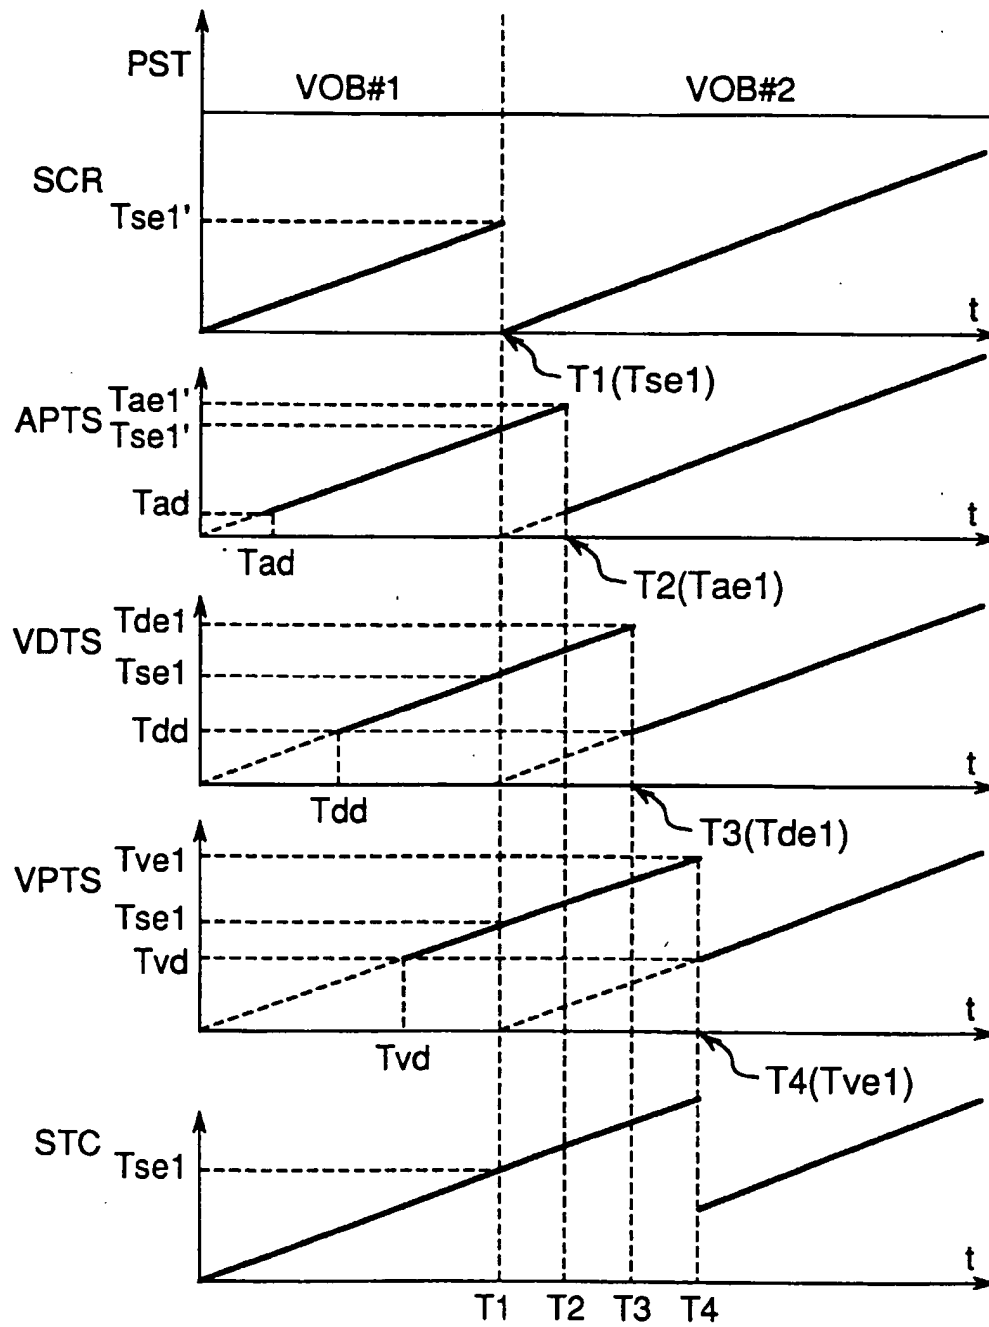 PST
VOB#1
VOB#2
SCR
Tse1'
t
T1(Tse1)
APTS
Tae1'
Tse1'
Tad
t
Tad
T2(Tae1)
VDTS
Tde1
Tse1
Tdd
t
Tdd
T3(Tde1)
VPTS
Tve1
Tse1
Tvd
t
Tvd
T4(Tve1)
STC
Tse1
t
T1 T2 T3 T4